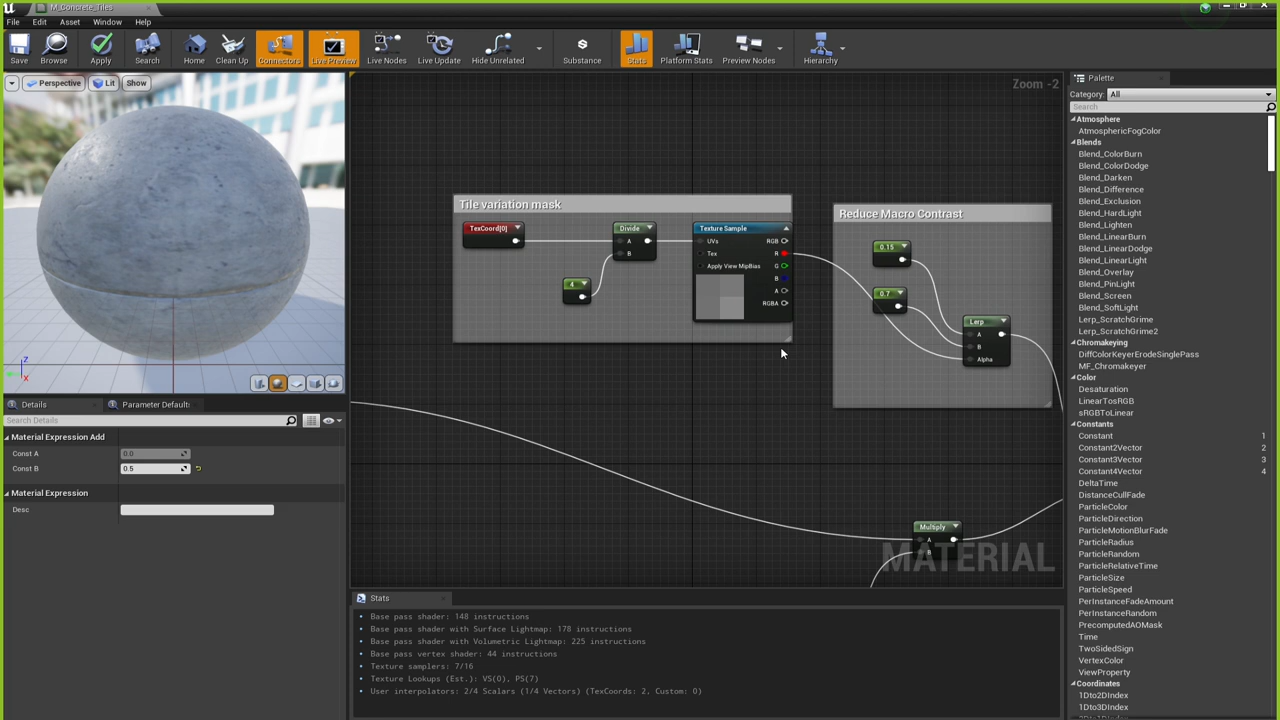 M_Concrete_Tiles
File Edit Asset Window Help
Save Browse Apply Search Home Clean Up Connectors Live Preview Live Nodes Live Update Hide Unrelated Substance Stats Platform Stats Preview Nodes Hierarchy
Perspective Lit Show
Zoom -2
Tile variation mask
TexCoord[0]
Divide
A
B
4
Texture Sample
UVs RGB
Tex R
Apply View MipBias G
B
A
RGBA
Reduce Macro Contrast
0.15
0.7
Lerp
A
B
Alpha
Multiply
A
B
MATERIAL
Z
X
Details Parameter Default:
Search Details
Material Expression Add
Const A 0.0
Const B 0.5
Material Expression
Desc
Stats
Base pass shader: 148 instructions
Base pass shader with Surface Lightmap: 178 instructions
Base pass shader with Volumetric Lightmap: 225 instructions
Base pass vertex shader: 44 instructions
Texture samplers: 7/16
Texture Lookups (Est.): VS(0), PS(7)
User interpolators: 2/4 Scalars (1/4 Vectors) (TexCoords: 2, Custom: 0)
Palette
Category: All
Search
Atmosphere
AtmosphericFogColor
Blends
Blend_ColorBurn
Blend_ColorDodge
Blend_Darken
Blend_Difference
Blend_Exclusion
Blend_HardLight
Blend_Lighten
Blend_LinearBurn
Blend_LinearDodge
Blend_LinearLight
Blend_Overlay
Blend_PinLight
Blend_Screen
Blend_SoftLight
Lerp_ScratchGrime
Lerp_ScratchGrime2
Chromakeying
DiffColorKeyerErodeSinglePass
MF_Chromakeyer
Color
Desaturation
LinearTosRGB
sRGBToLinear
Constants
Constant 1
Constant2Vector 2
Constant3Vector 3
Constant4Vector 4
DeltaTime
DistanceCullFade
ParticleColor
ParticleDirection
ParticleMotionBlurFade
ParticleRadius
ParticleRandom
ParticleRelativeTime
ParticleSize
ParticleSpeed
PerInstanceFadeAmount
PerInstanceRandom
PrecomputedAOMask
Time
TwoSidedSign
VertexColor
ViewProperty
Coordinates
1Dto2DIndex
1Dto3DIndex